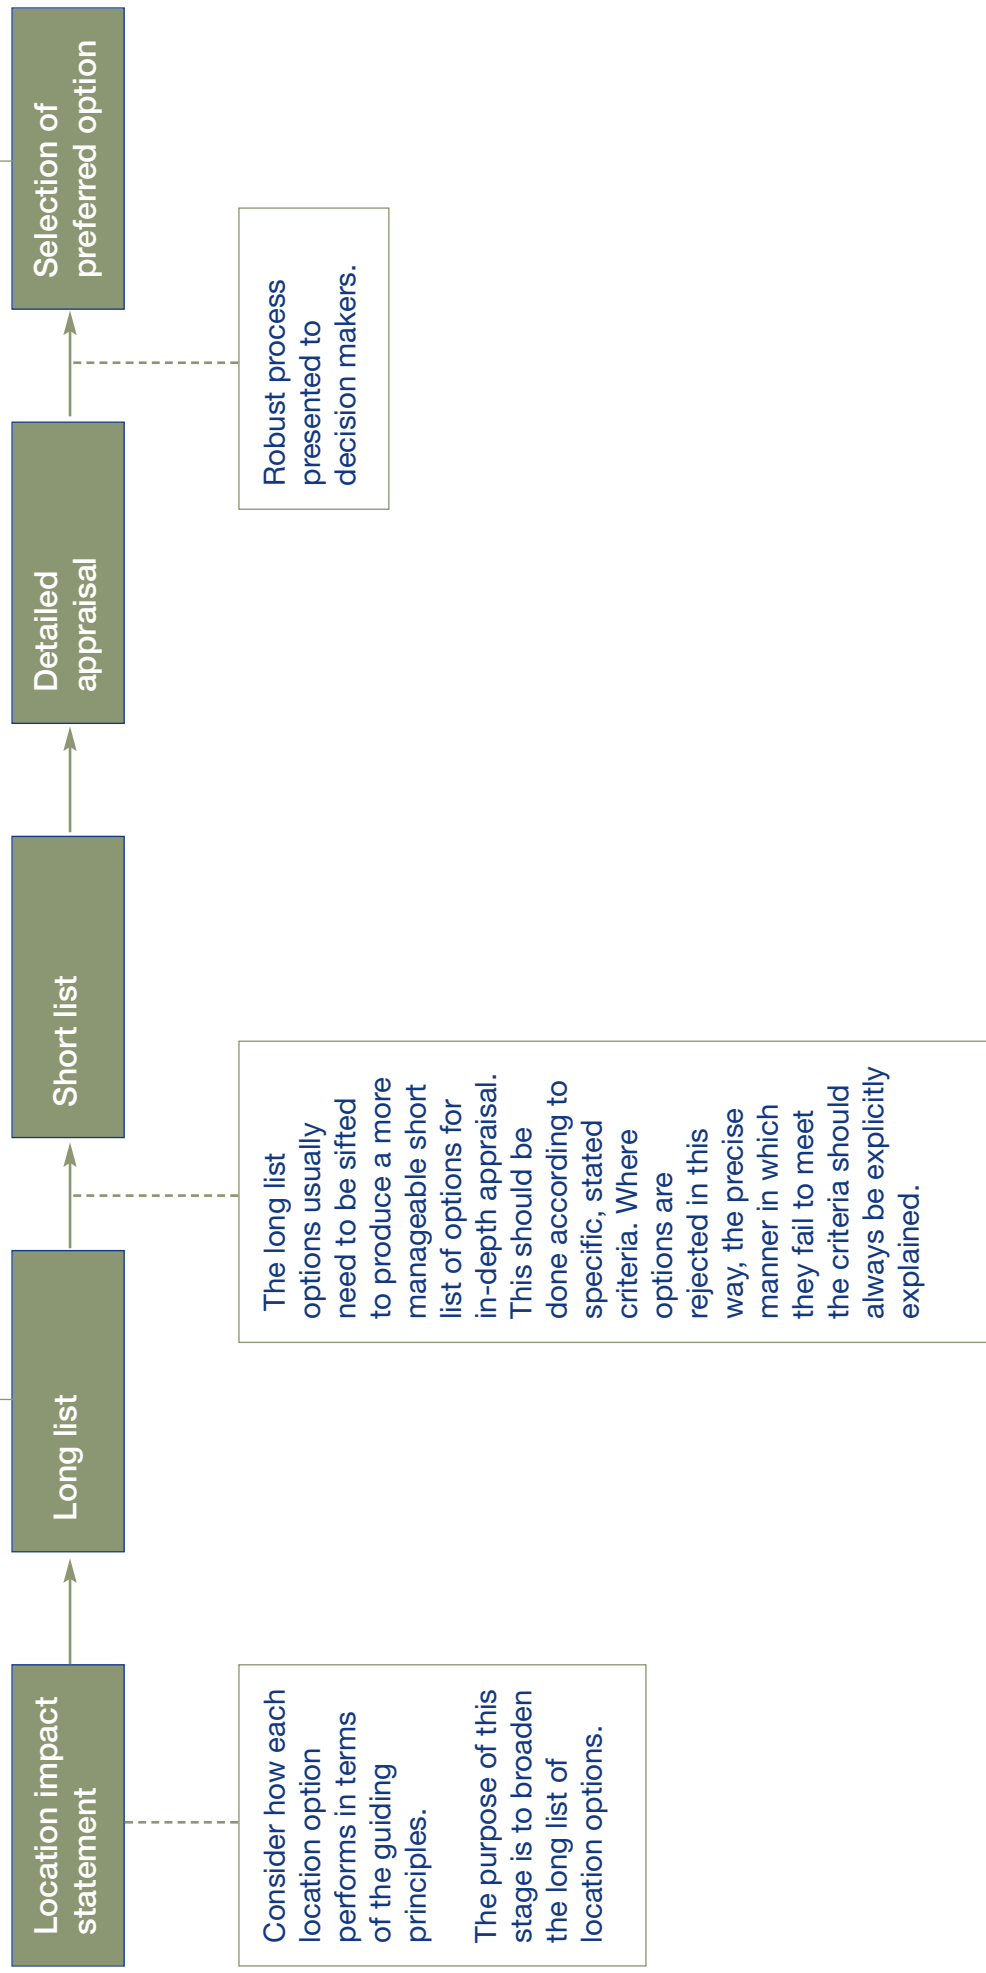 Location impact
statement
Long list
Short list
Detailed
appraisal
Selection of
preferred option
Consider how each
location option
performs in terms
of the guiding
principles.
The purpose of this
stage is to broaden
the long list of
location options.
The long list
options usually
need to be sifted
to produce a more
manageable short
list of options for
in-depth appraisal.
This should be
done according to
specific, stated
criteria. Where
options are
rejected in this
way, the precise
manner in which
they fail to meet
the criteria should
always be explicitly
explained.
Robust process
presented to
decision makers.